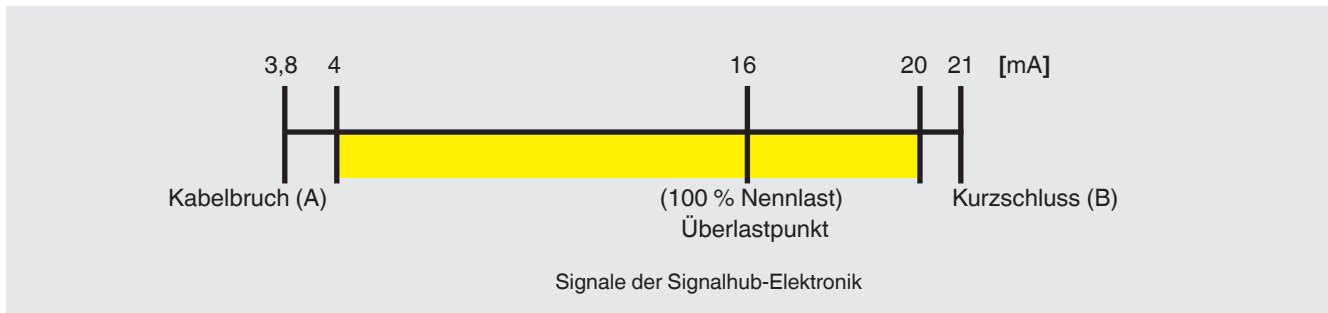 3,8 4 16 20 21 [mA]
Kabelbruch (A) (100 % Nennlast) Kurzschluss (B)
Überlastpunkt
Signale der Signalhub-Elektronik